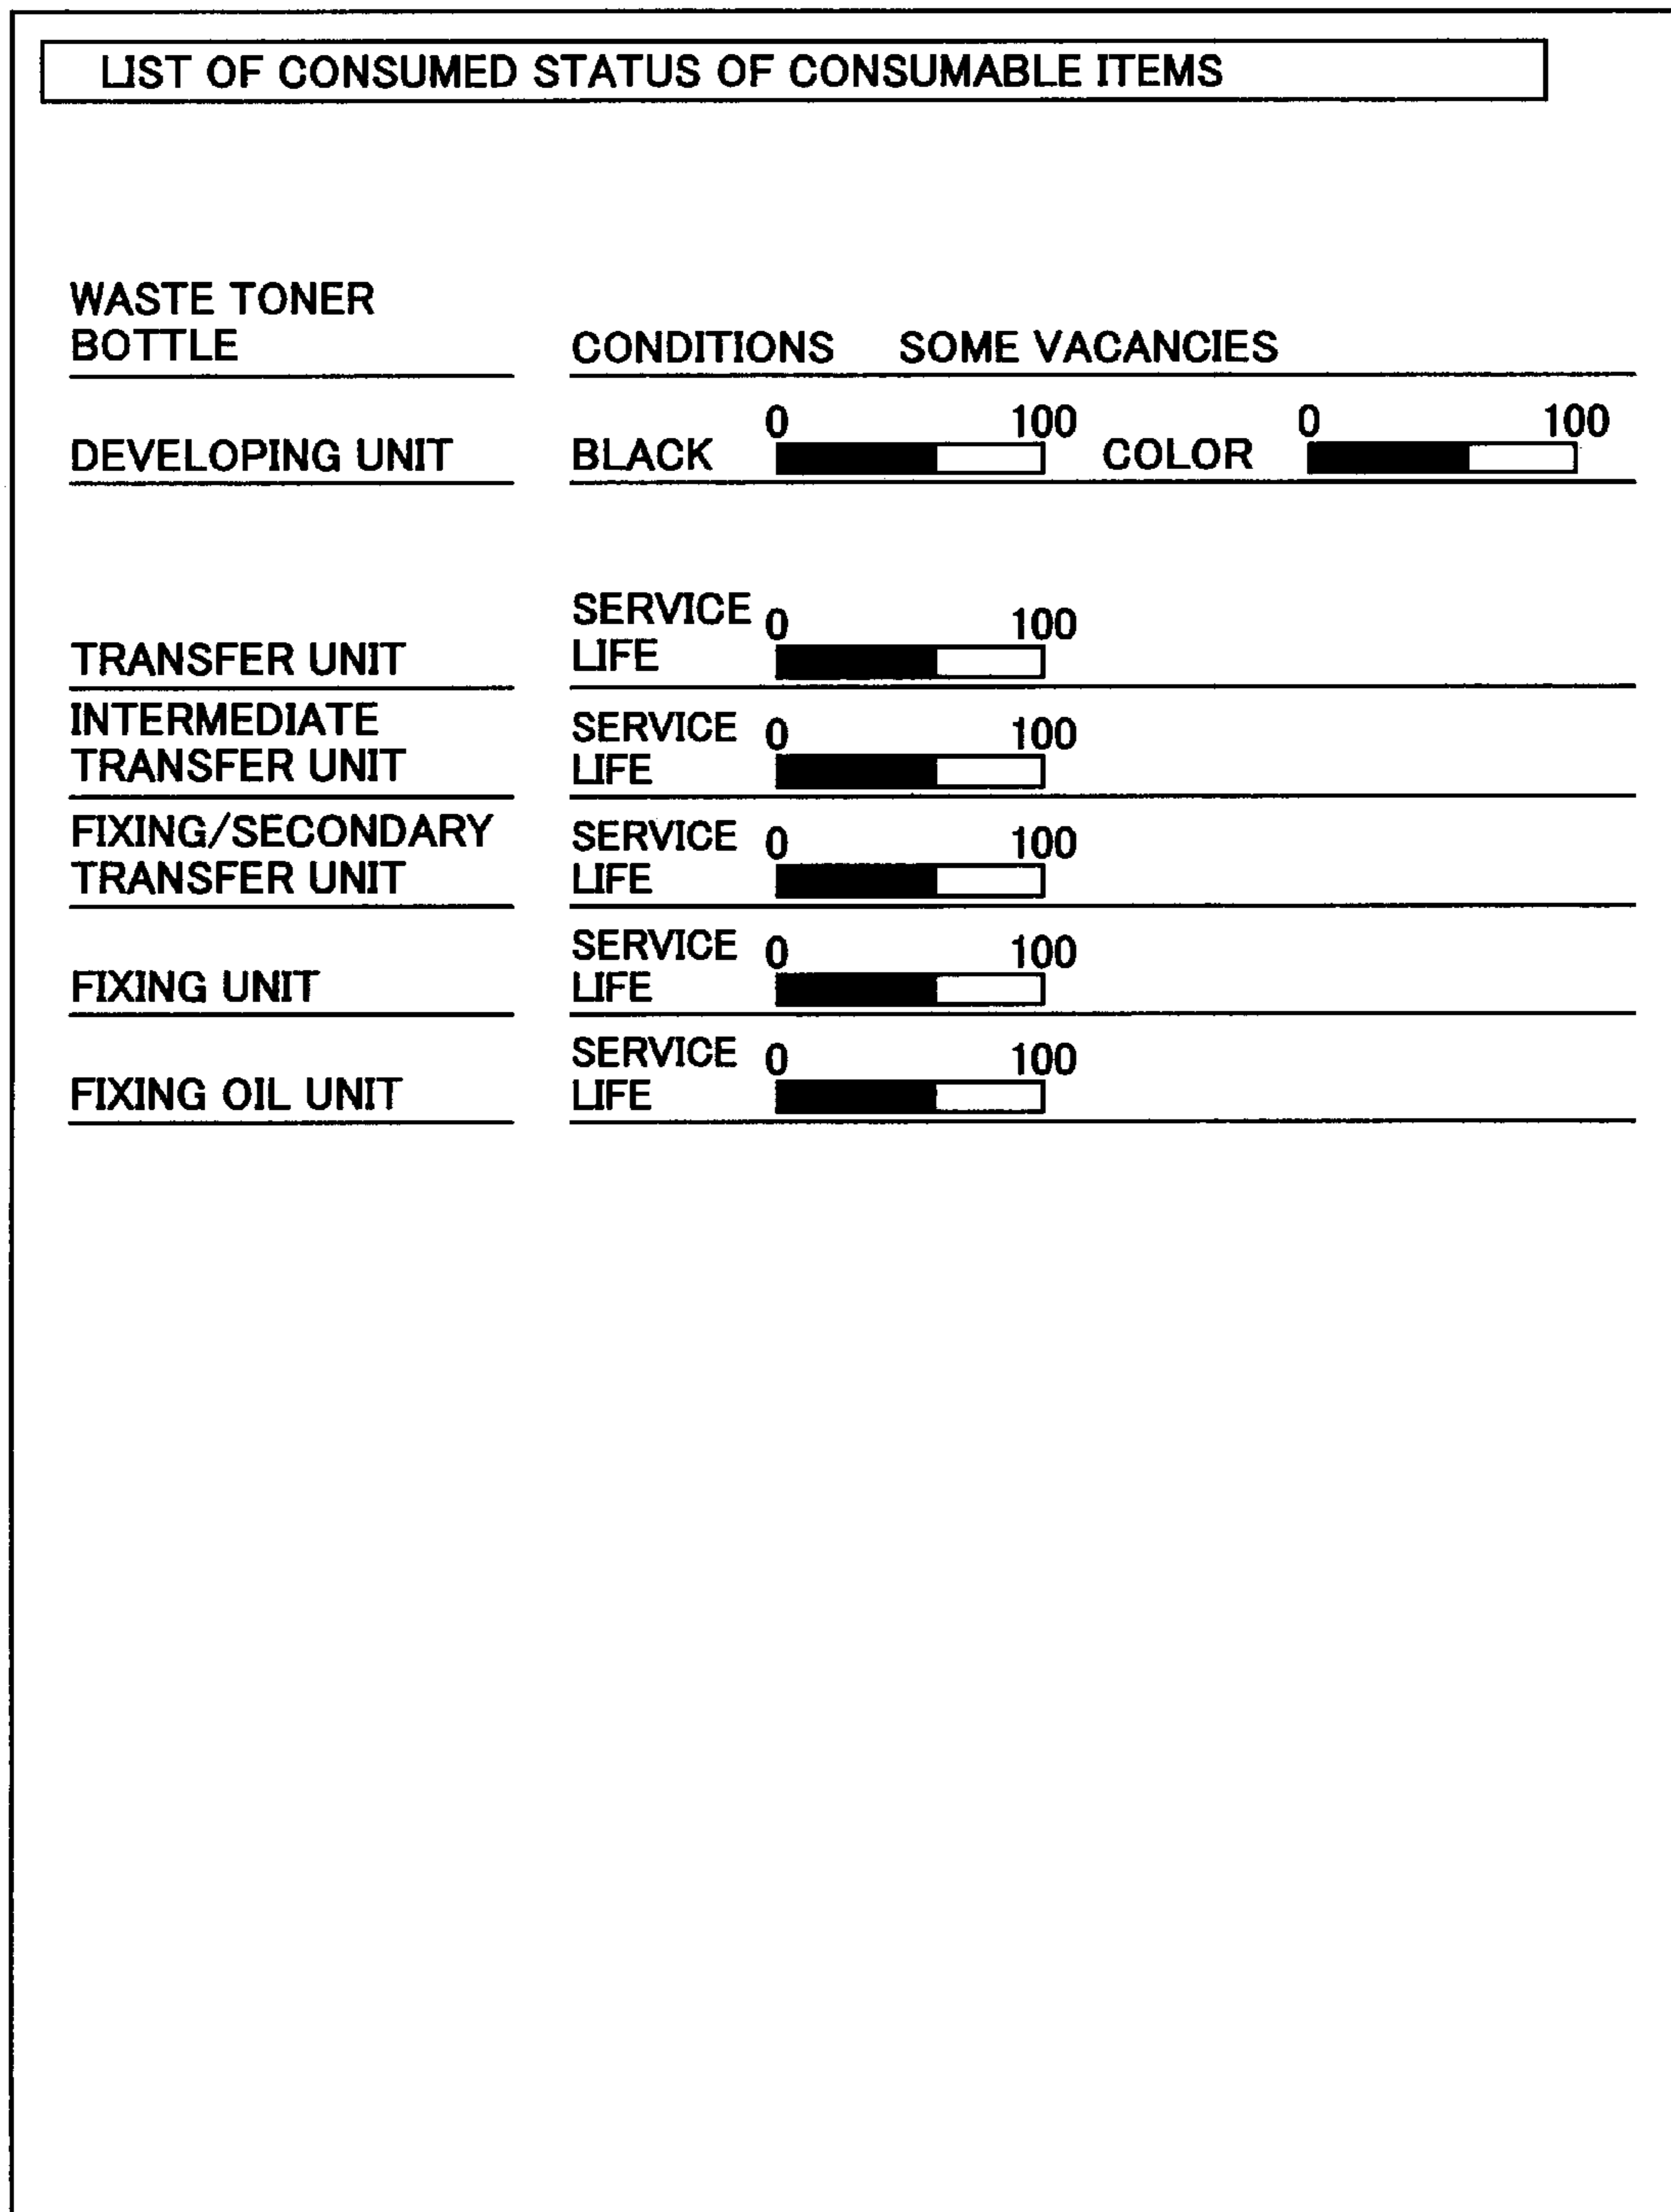 LIST OF CONSUMED STATUS OF CONSUMABLE ITEMS
WASTE TONER
BOTTLE CONDITIONS SOME VACANCIES
0 100 0 100
DEVELOPING UNIT BLACK COLOR
SERVICE 0 100
TRANSFER UNIT LIFE
INTERMEDIATE SERVICE 0 100
TRANSFER UNIT LIFE
FIXING/SECONDARY SERVICE 0 100
TRANSFER UNIT LIFE
SERVICE 0 100
FIXING UNIT LIFE
SERVICE 0 100
FIXING OIL UNIT LIFE